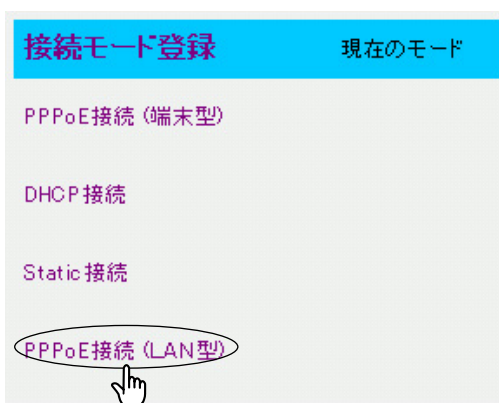 接続モード登録 現在のモード
PPPoE接続（端末型）
DHCP接続
Static接続
PPPoE接続（LAN型）